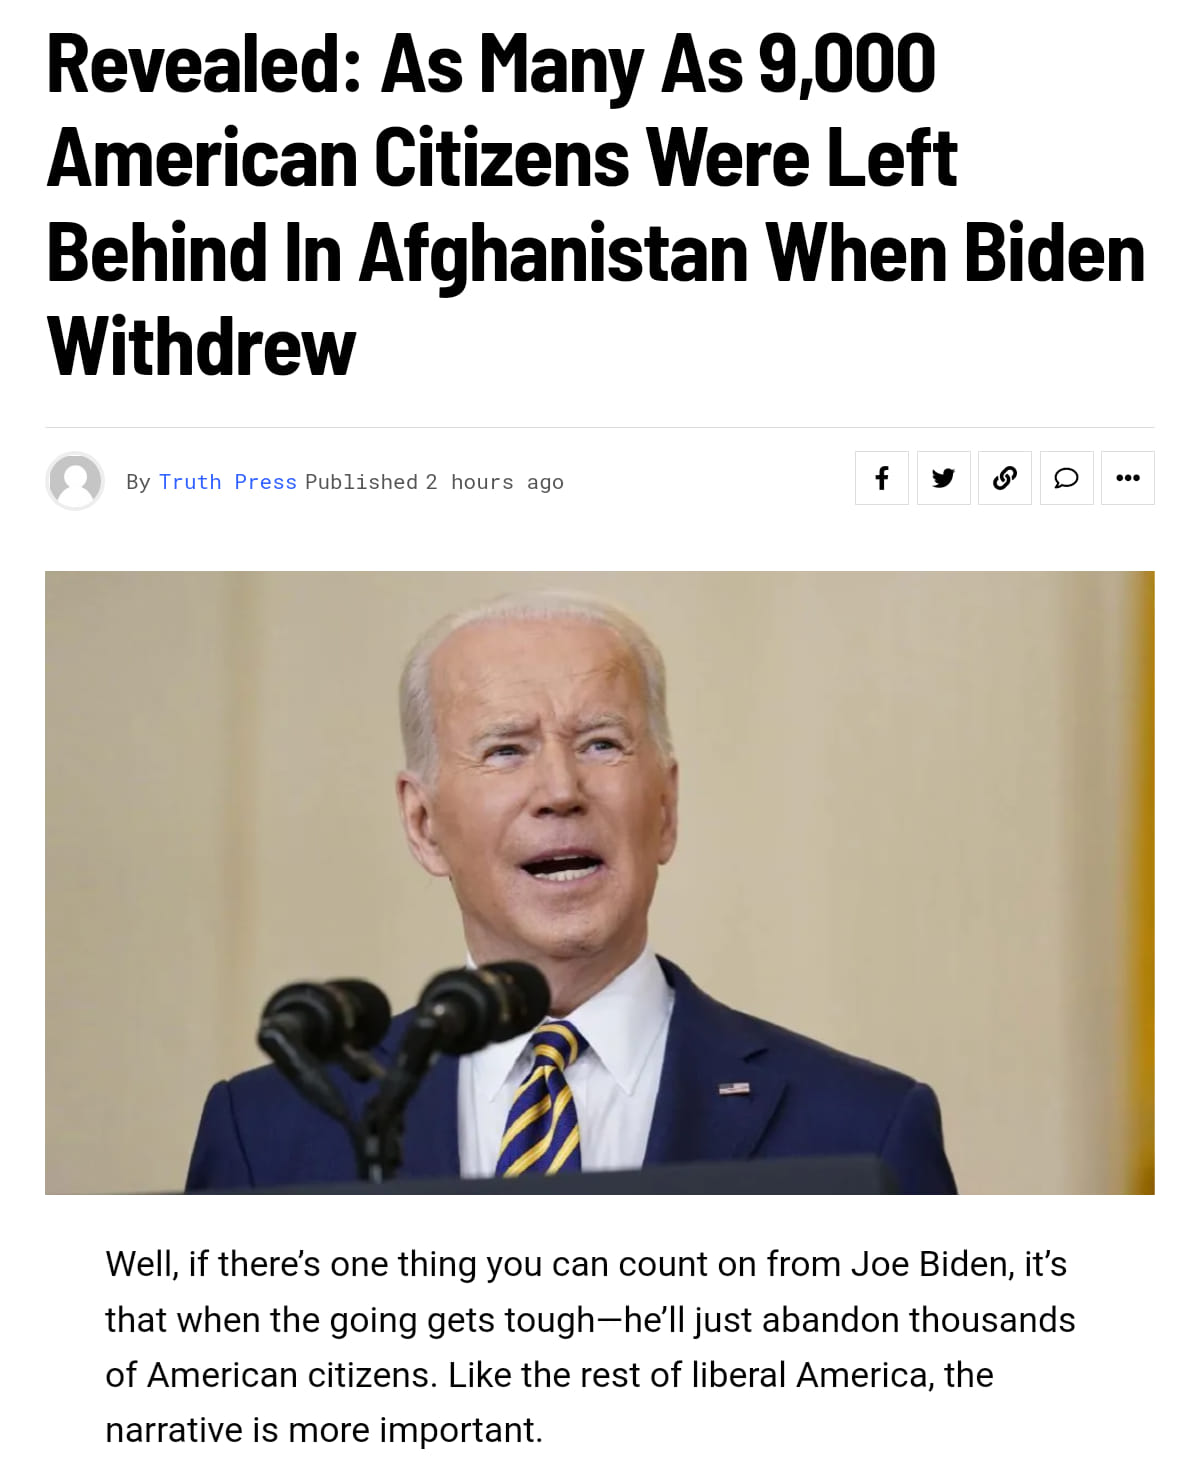 Revealed: As Many As 9,000
American Citizens Were Left
Behind In Afghanistan When Biden
Withdrew
By Truth Press Published 2 hours ago
Well, if there’s one thing you can count on from Joe Biden, it’s
that when the going gets tough—he’ll just abandon thousands
of American citizens. Like the rest of liberal America, the
narrative is more important.